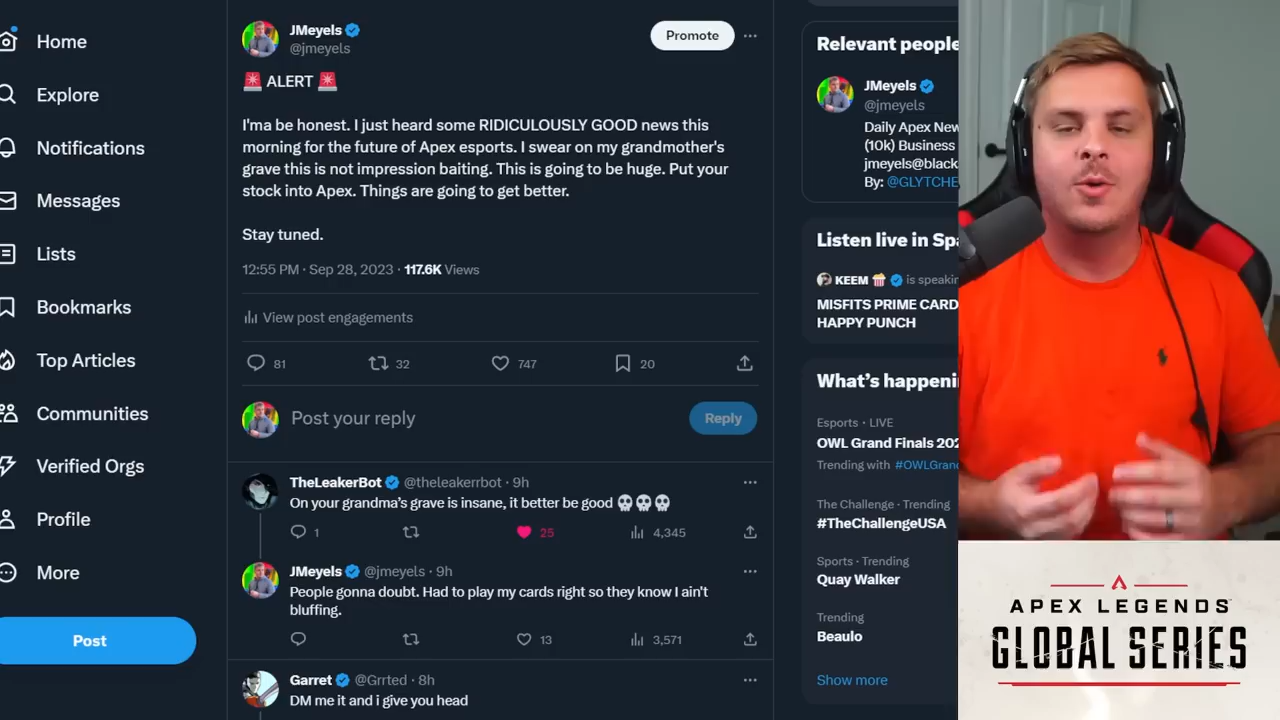 Home
Explore
Notifications
Messages
Lists
Bookmarks
Top Articles
Communities
Verified Orgs
Profile
More
Post
JMeyels
@jmeyels
Promote
🚨 ALERT 🚨
I'ma be honest. I just heard some RIDICULOUSLY GOOD news this
morning for the future of Apex esports. I swear on my grandmother's
grave this is not impression baiting. This is going to be huge. Put your
stock into Apex. Things are going to get better.
Stay tuned.
12:55 PM · Sep 28, 2023 · 117.6K Views
View post engagements
81 32 747 20
Post your reply
Reply
TheLeakerBot @theleakerrbot · 9h
On your grandma's grave is insane, it better be good 💀💀💀
1 25 4,345
JMeyels @jmeyels · 9h
People gonna doubt. Had to play my cards right so they know I ain't
bluffing.
13 3,571
Garret @Grrted · 8h
DM me it and i give you head
Relevant people
JMeyels
@jmeyels
Daily Apex New
(10k) Business
jmeyels@black
By: @GLYTCHE
Listen live in Spa
KEEM 🍿 is speakin
MISFITS PRIME CARD
HAPPY PUNCH
What's happeni
Esports · LIVE
OWL Grand Finals 202
Trending with #OWLGran
The Challenge · Trending
#TheChallengeUSA
Sports · Trending
Quay Walker
Trending
Beaulo
Show more
APEX LEGENDS
GLOBAL SERIES